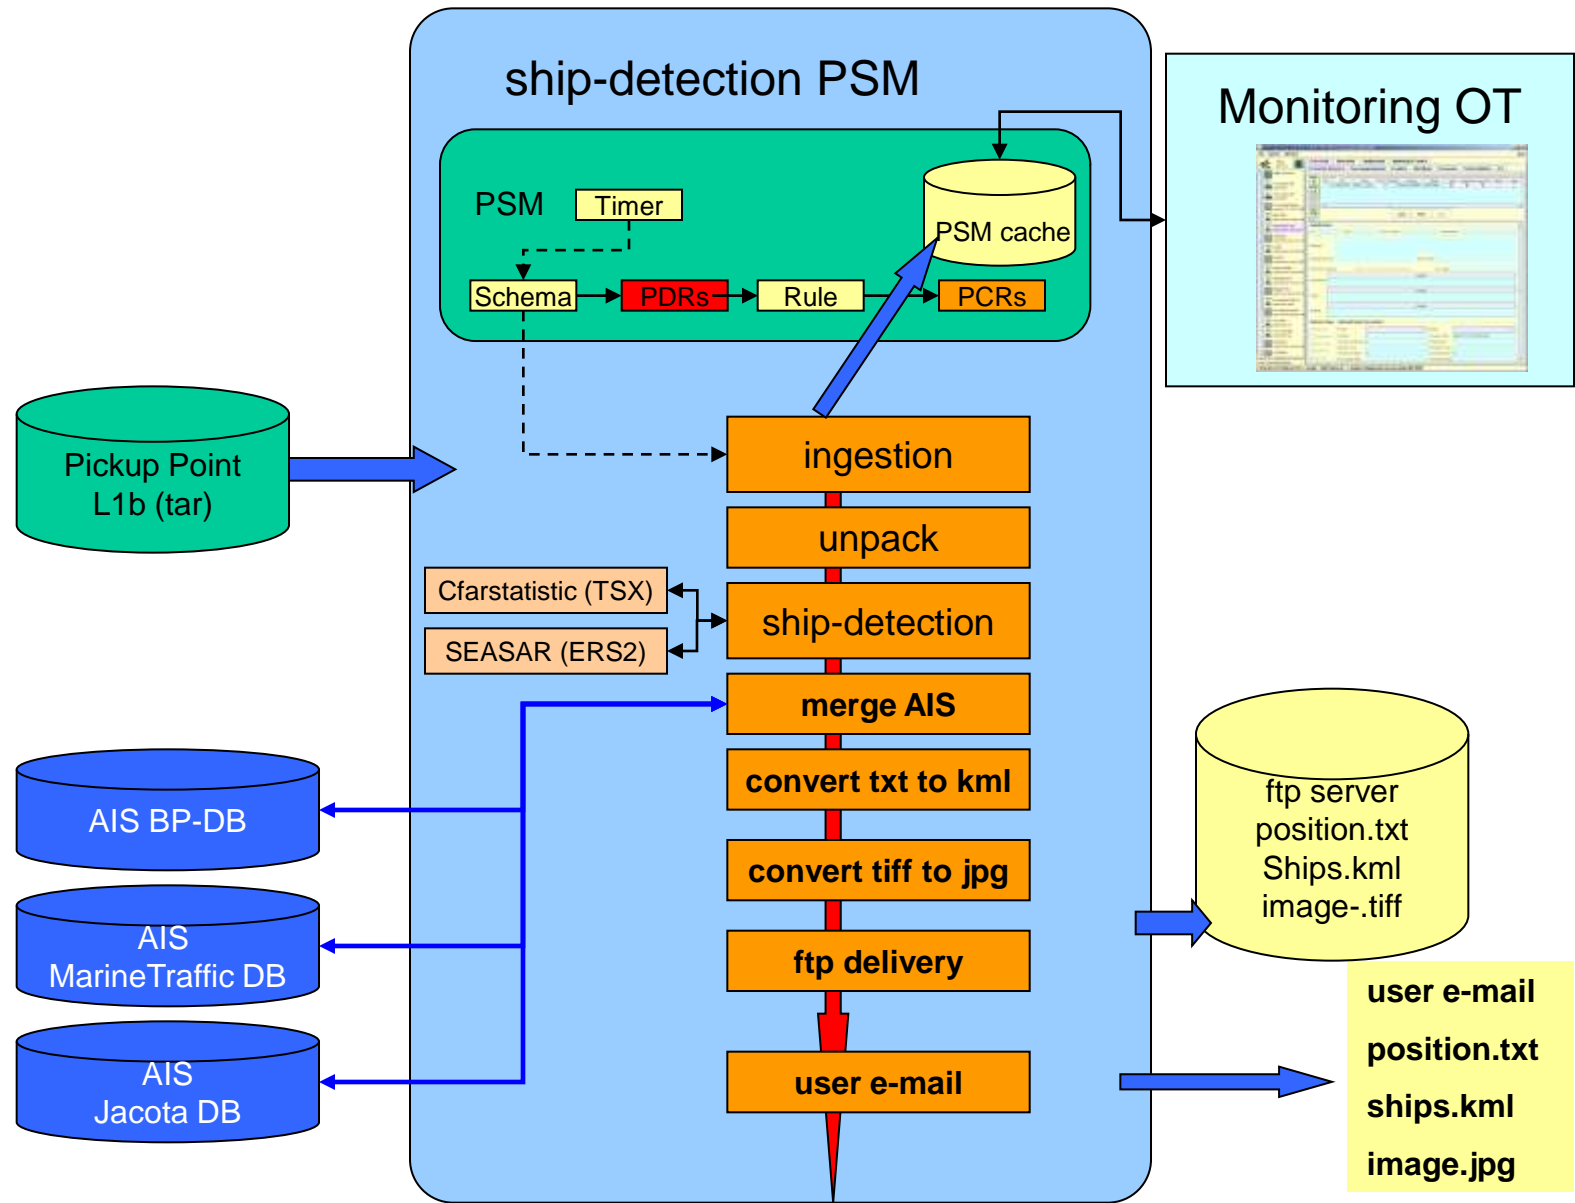 ship-detection PSM
Monitoring OT
PSM
Timer
PSM cache
Schema
PDRs
Rule
PCRs
Pickup Point
L1b (tar)
ingestion
unpack
Cfarstatistic (TSX)
ship-detection
SEASAR (ERS2)
merge AIS
convert txt to kml
AIS BP-DB
ftp server
position.txt
Ships.kml
image-.tiff
convert tiff to jpg
AIS
MarineTraffic DB
ftp delivery
user e-mail
position.txt
ships.kml
image.jpg
AIS
Jacota DB
user e-mail